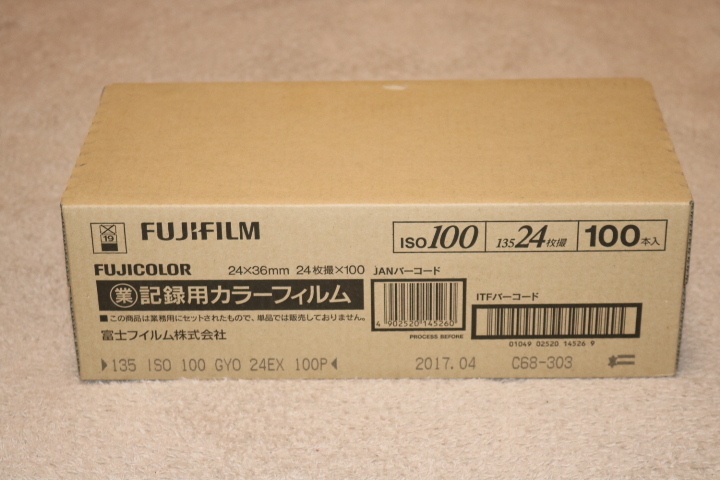 19
FUJIFILM
ISO100 135 24枚撮 100本入
FUJICOLOR 24×36mm 24枚撮×100
業 記録用カラーフィルム
■この商品は業務用にセットされたもので、単品では販売しておりません。
富士フイルム株式会社
JANバーコード
4 902520 145260
PROCESS BEFORE
ITFバーコード
01049 02520 14526 9
135 ISO 100 GYO 24EX 100P 2017.04 C68-303